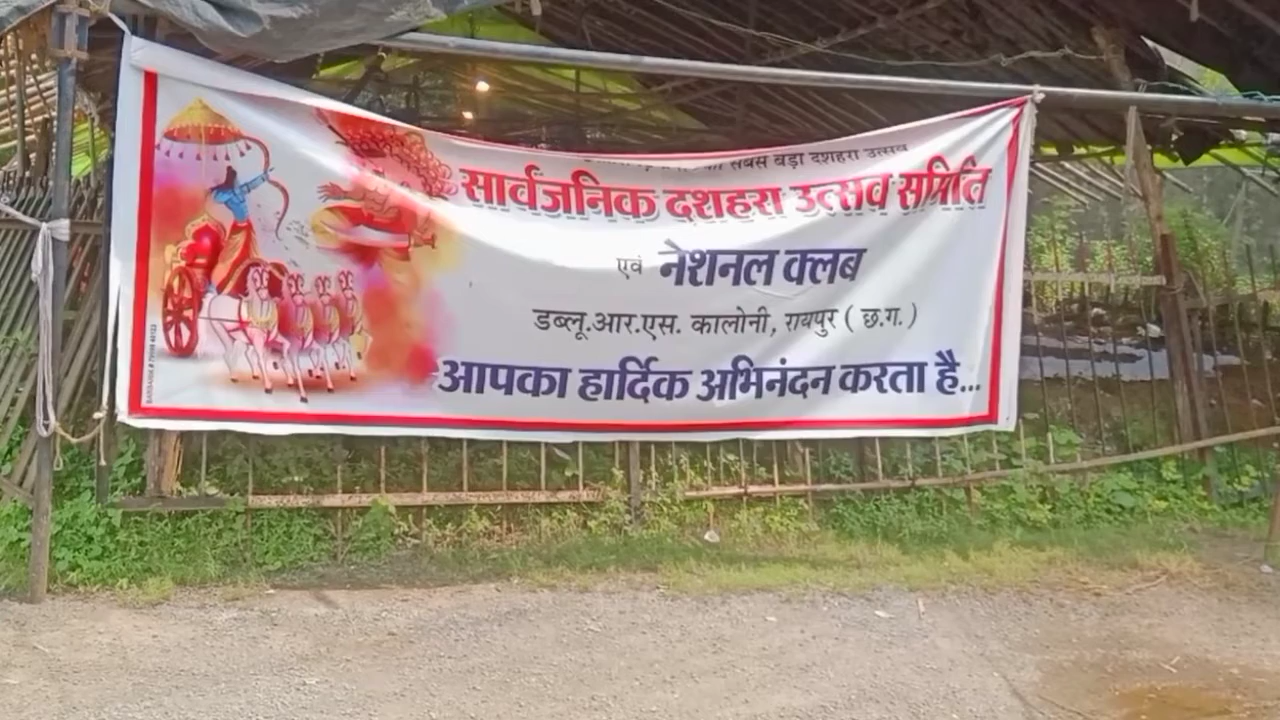 सबसे बड़ा दशहरा उत्सव
सार्वजनिक दशहरा उत्सव समिति
एवं नेशनल क्लब
डब्लू.आर.एस. कालोनी, रायपुर ( छ.ग. )
आपका हार्दिक अभिनंदन करता है...